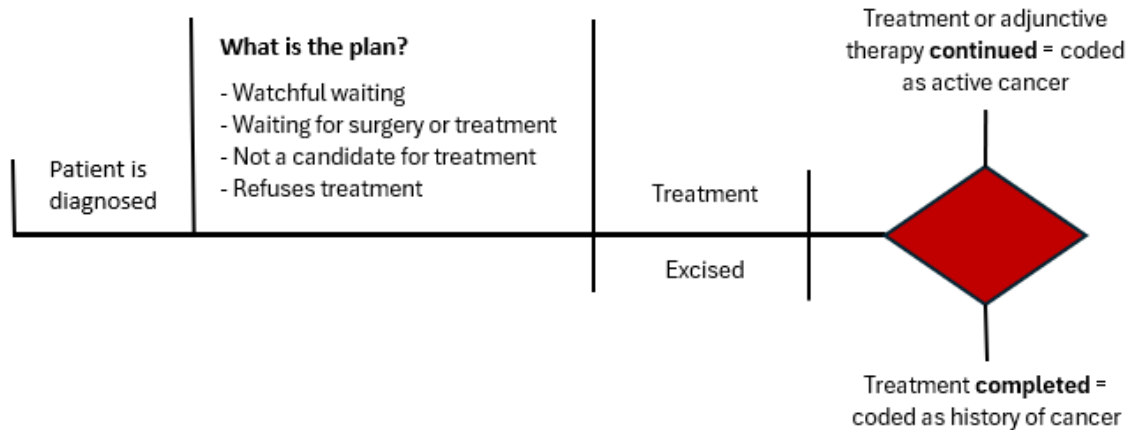 Patient is
diagnosed
What is the plan?
- Watchful waiting
- Waiting for surgery or treatment
- Not a candidate for treatment
- Refuses treatment
Treatment
Excised
Treatment or adjunctive
therapy continued = coded
as active cancer
Treatment completed =
coded as history of cancer